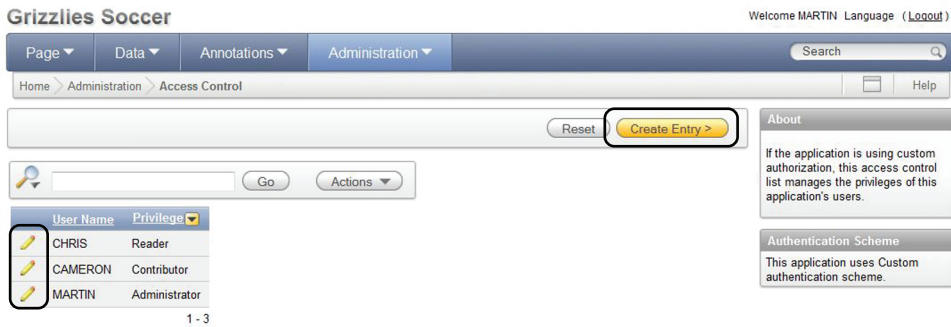 Grizzlies Soccer
Welcome MARTIN Language (Logout)
Page Data Annotations Administration Search
Home Administration Access Control Help
Reset Create Entry >
About
If the application is using custom
authorization, this access control
list manages the privileges of this
application's users.
Go Actions
User Name Privilege
CHRIS Reader
CAMERON Contributor
MARTIN Administrator
1 - 3
Authentication Scheme
This application uses Custom
authentication scheme.